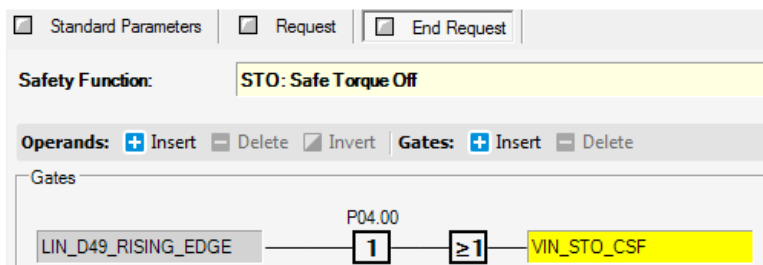 Standard Parameters Request End Request
Safety Function: STO: Safe Torque Off
Operands: Insert Delete Invert Gates: Insert Delete
Gates
P04.00
LIN_D49_RISING_EDGE 1 ≥1 VIN_STO_CSF